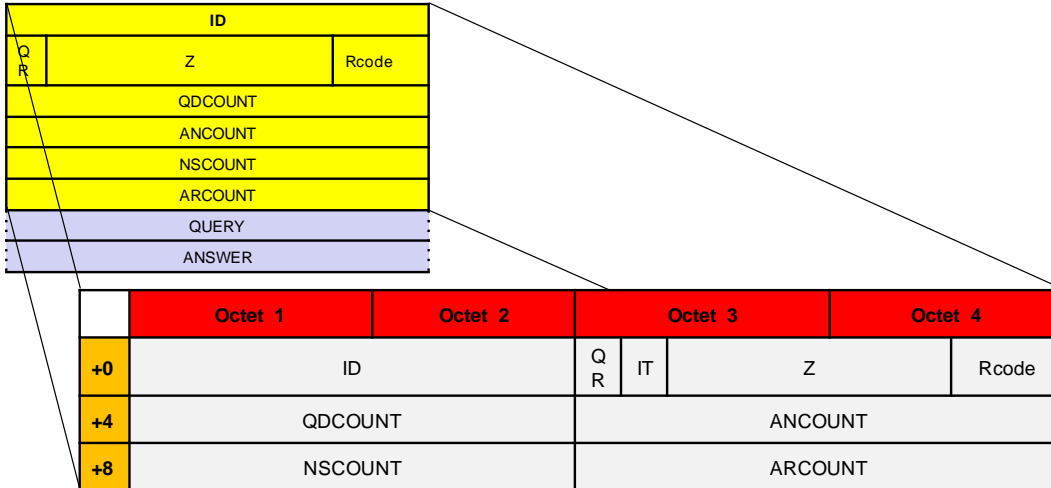 ID
Q
R
Z
Rcode
QDCOUNT
ANCOUNT
NSCOUNT
ARCOUNT
QUERY
ANSWER
Octet 1 Octet 2 Octet 3 Octet 4
+0 ID Q R IT Z Rcode
+4 QDCOUNT ANCOUNT
+8 NSCOUNT ARCOUNT